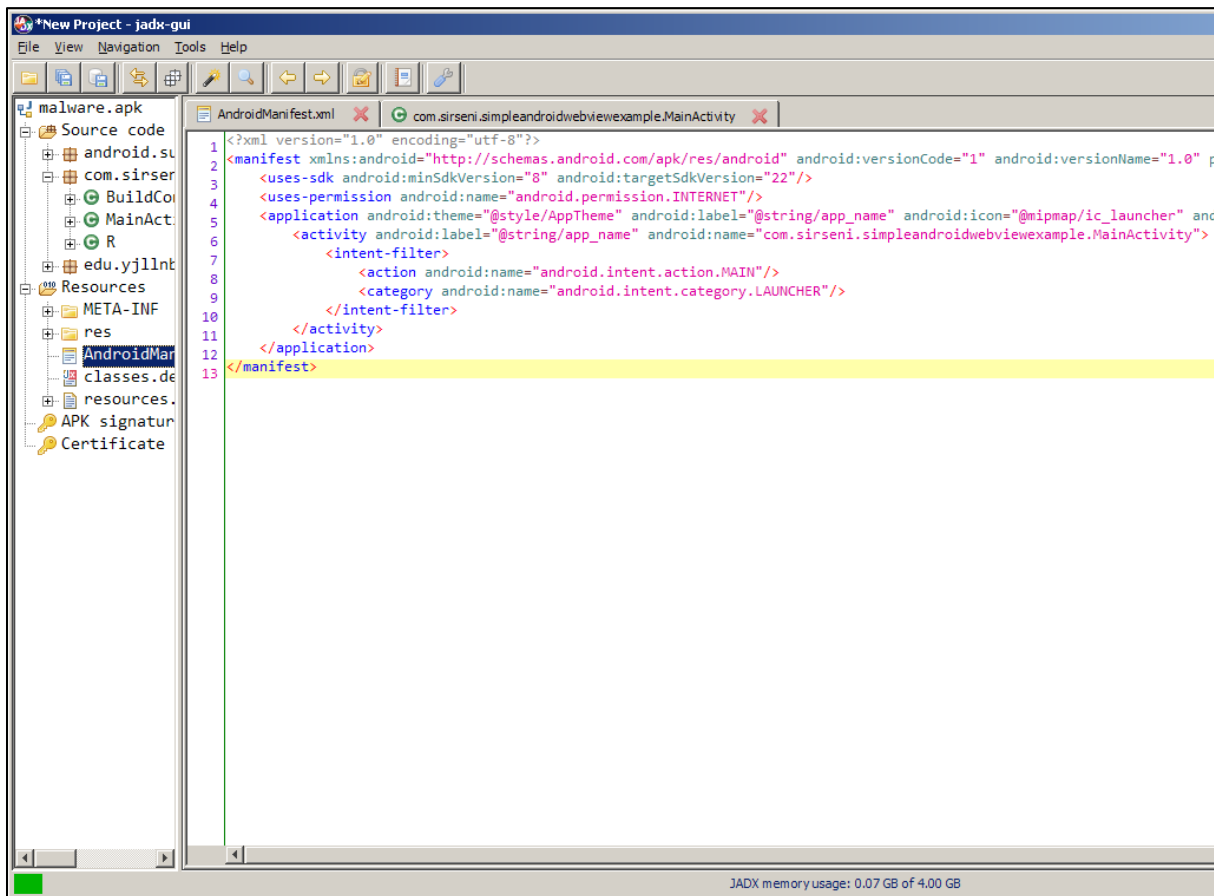 *New Project - jadx-gui
File View Navigation Tools Help
malware.apk
Source code
android.su
com.sirser
BuildCo
MainAct
R
edu.yjllnb
Resources
META-INF
res
AndroidMar
classes.de
resources.
APK signatur
Certificate
AndroidManifest.xml com.sirseni.simpleandroidwebviewexample.MainActivity
1 <?xml version="1.0" encoding="utf-8"?>
2 <manifest xmlns:android="http://schemas.android.com/apk/res/android" android:versionCode="1" android:versionName="1.0" p
3 <uses-sdk android:minSdkVersion="8" android:targetSdkVersion="22"/>
4 <uses-permission android:name="android.permission.INTERNET"/>
5 <application android:theme="@style/AppTheme" android:label="@string/app_name" android:icon="@mipmap/ic_launcher" and
6 <activity android:label="@string/app_name" android:name="com.sirseni.simpleandroidwebviewexample.MainActivity">
7 <intent-filter>
8 <action android:name="android.intent.action.MAIN"/>
9 <category android:name="android.intent.category.LAUNCHER"/>
10 </intent-filter>
11 </activity>
12 </application>
13 </manifest>
JADX memory usage: 0.07 GB of 4.00 GB